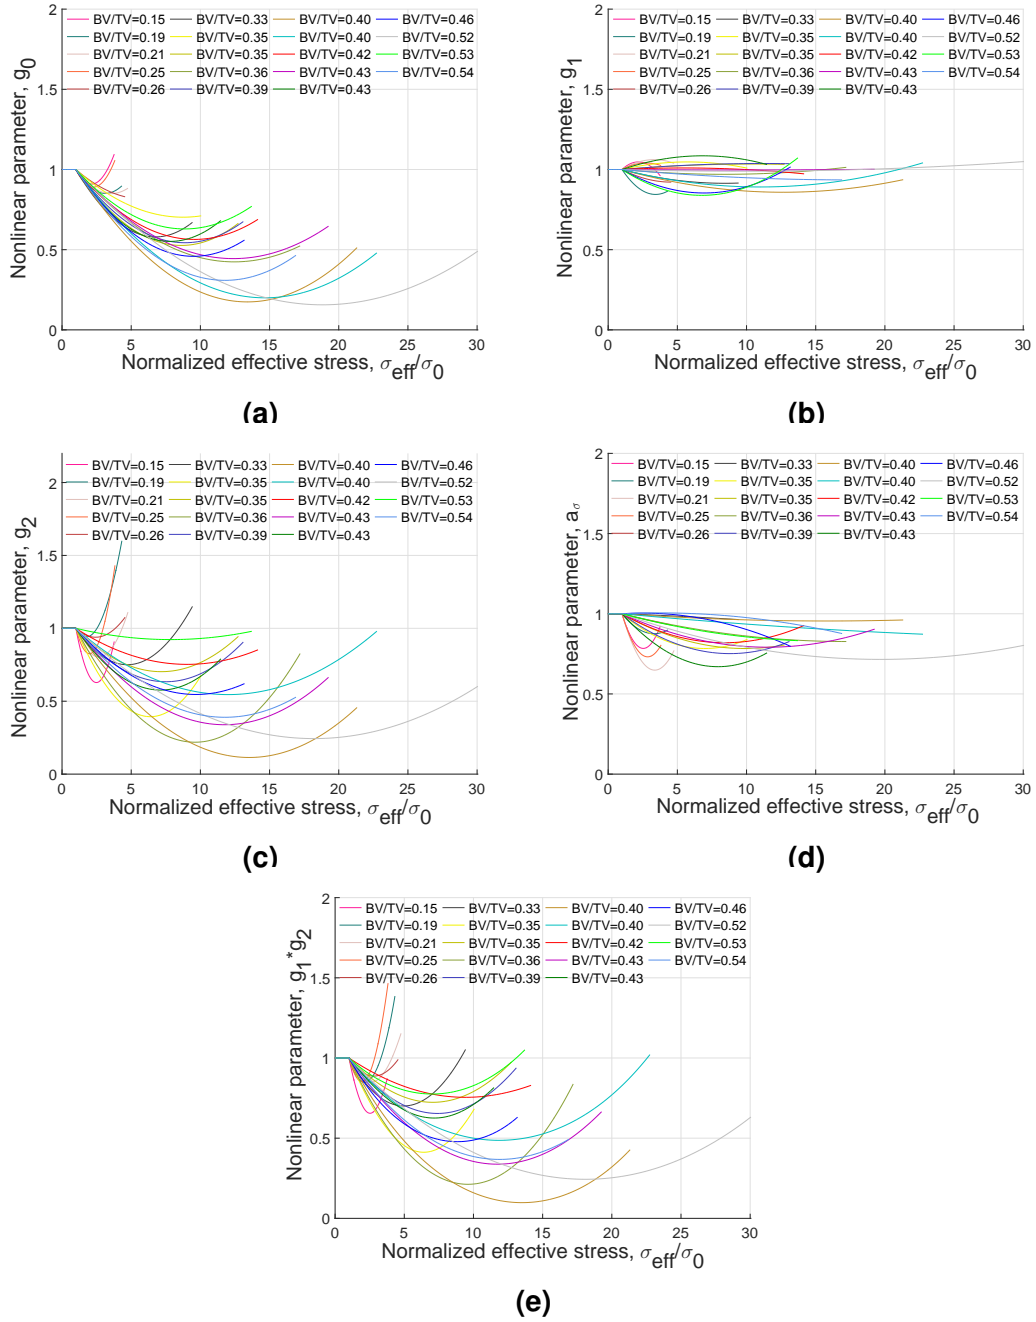 Nonlinear parameter, g0
2
1.5
1
0.5
0
BV/TV=0.15 BV/TV=0.33 BV/TV=0.40 BV/TV=0.46
BV/TV=0.19 BV/TV=0.35 BV/TV=0.40 BV/TV=0.52
BV/TV=0.21 BV/TV=0.35 BV/TV=0.42 BV/TV=0.53
BV/TV=0.25 BV/TV=0.36 BV/TV=0.43 BV/TV=0.54
BV/TV=0.26 BV/TV=0.39 BV/TV=0.43
0 5 10 15 20 25 30
Normalized effective stress, σeff/σ0
(a)
Nonlinear parameter, g1
2
1.5
1
0.5
0
BV/TV=0.15 BV/TV=0.33 BV/TV=0.40 BV/TV=0.46
BV/TV=0.19 BV/TV=0.35 BV/TV=0.40 BV/TV=0.52
BV/TV=0.21 BV/TV=0.35 BV/TV=0.42 BV/TV=0.53
BV/TV=0.25 BV/TV=0.36 BV/TV=0.43 BV/TV=0.54
BV/TV=0.26 BV/TV=0.39 BV/TV=0.43
0 5 10 15 20 25 30
Normalized effective stress, σeff/σ0
(b)
Nonlinear parameter, g2
2
1.5
1
0.5
0
BV/TV=0.15 BV/TV=0.33 BV/TV=0.40 BV/TV=0.46
BV/TV=0.19 BV/TV=0.35 BV/TV=0.40 BV/TV=0.52
BV/TV=0.21 BV/TV=0.35 BV/TV=0.42 BV/TV=0.53
BV/TV=0.25 BV/TV=0.36 BV/TV=0.43 BV/TV=0.54
BV/TV=0.26 BV/TV=0.39 BV/TV=0.43
0 5 10 15 20 25 30
Normalized effective stress, σeff/σ0
(c)
Nonlinear parameter, aσ
2
1.5
1
0.5
0
BV/TV=0.15 BV/TV=0.33 BV/TV=0.40 BV/TV=0.46
BV/TV=0.19 BV/TV=0.35 BV/TV=0.40 BV/TV=0.52
BV/TV=0.21 BV/TV=0.35 BV/TV=0.42 BV/TV=0.53
BV/TV=0.25 BV/TV=0.36 BV/TV=0.43 BV/TV=0.54
BV/TV=0.26 BV/TV=0.39 BV/TV=0.43
0 5 10 15 20 25 30
Normalized effective stress, σeff/σ0
(d)
Nonlinear parameter, g1*g2
2
1.5
1
0.5
0
BV/TV=0.15 BV/TV=0.33 BV/TV=0.40 BV/TV=0.46
BV/TV=0.19 BV/TV=0.35 BV/TV=0.40 BV/TV=0.52
BV/TV=0.21 BV/TV=0.35 BV/TV=0.42 BV/TV=0.53
BV/TV=0.25 BV/TV=0.36 BV/TV=0.43 BV/TV=0.54
BV/TV=0.26 BV/TV=0.39 BV/TV=0.43
0 5 10 15 20 25 30
Normalized effective stress, σeff/σ0
(e)